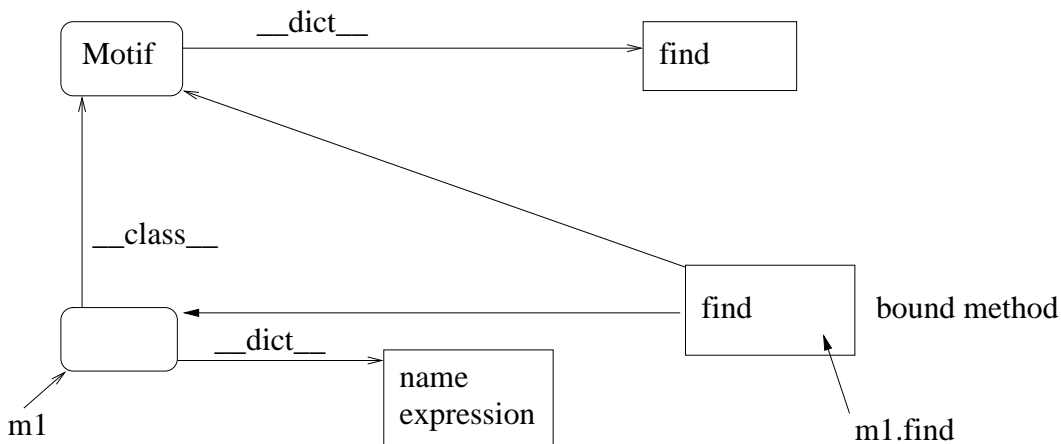 __dict__
Motif
find
__class__
find
bound method
__dict__
name
expression
m1
m1.find